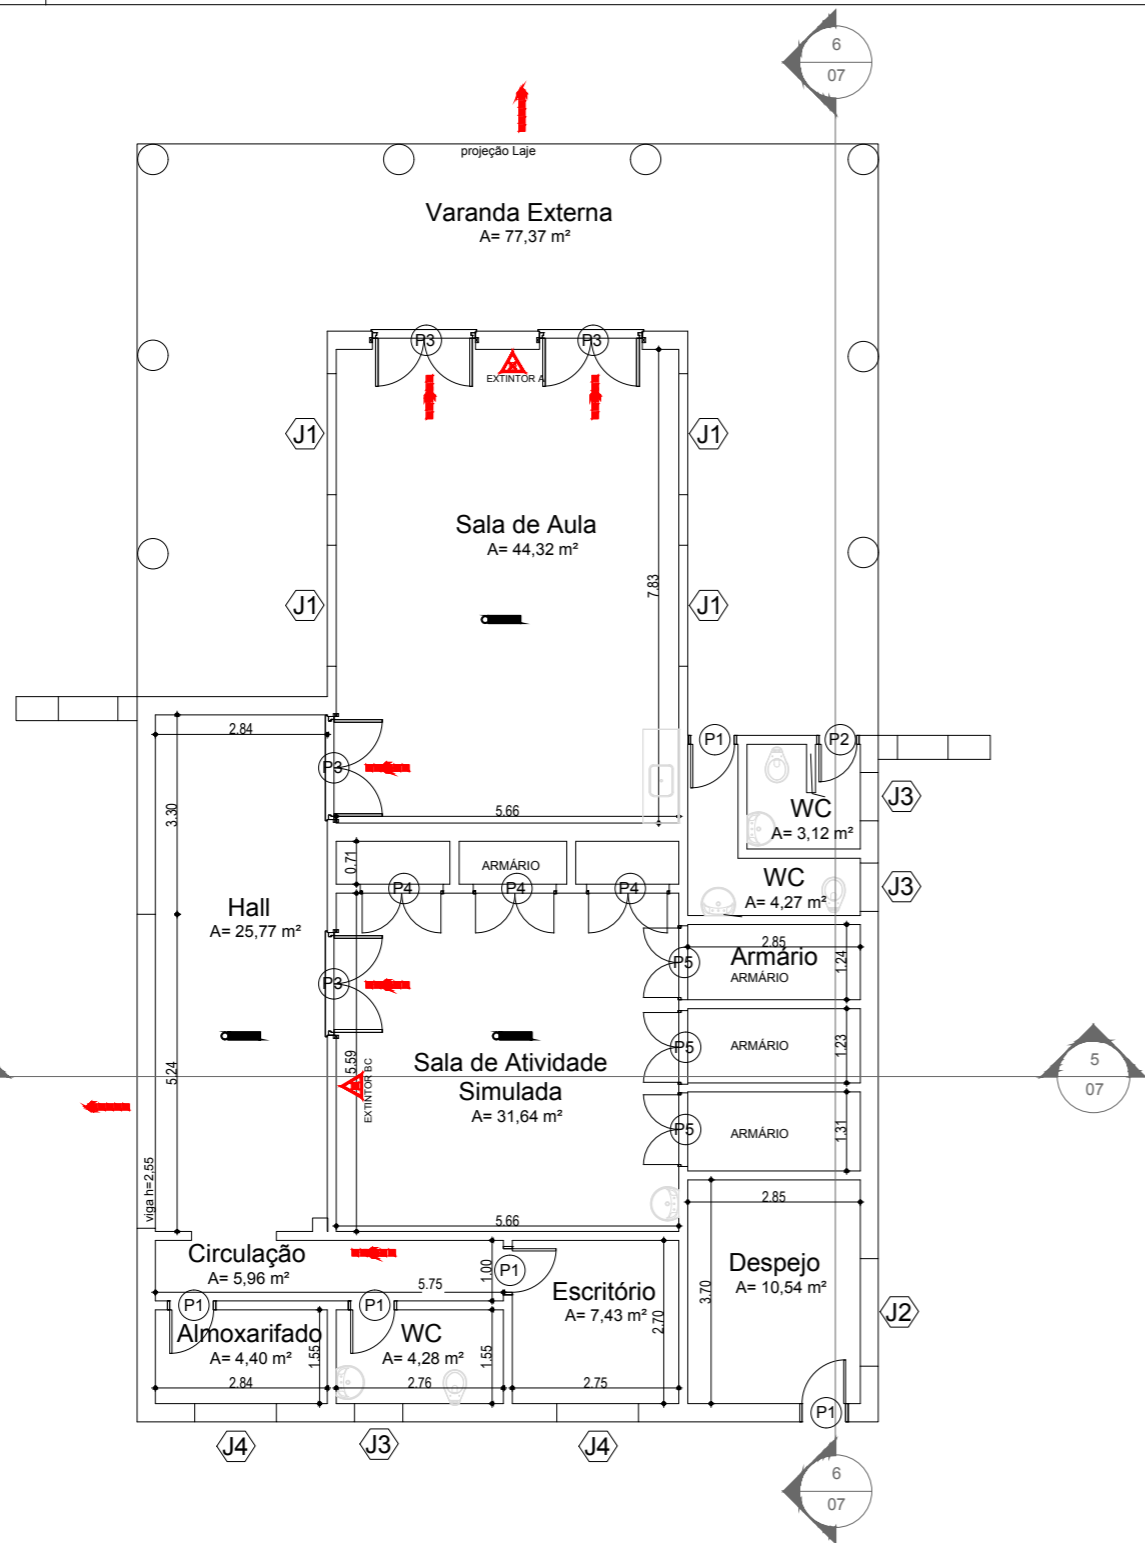 6
07
projeção Laje
Varanda Externa
A= 77,37 m²
P3
P3
EXTINTOR A
J1
J1
Sala de Aula
A= 44,32 m²
7.83
J1
J1
2.84
P1
P2
P3
J3
WC
A= 3,12 m²
3.30
5.66
0.71
ARMÁRIO
P4
P4
P4
WC
A= 4,27 m²
J3
Hall
A= 25,77 m²
2.85
P5
Armário
ARMÁRIO
1.24
P3
5.24
5.59
EXTINTOR BC
Sala de Atividade
Simulada
A= 31,64 m²
P5
ARMÁRIO
1.23
5
07
P5
ARMÁRIO
1.31
viga h=2,55
5.66
2.85
Circulação
A= 5,96 m²
5.75
1.00
P1
Escritório
A= 7,43 m²
2.70
3.70
Despejo
A= 10,54 m²
J2
P1
P1
Almoxarifado
A= 4,40 m²
1.55
WC
A= 4,28 m²
1.55
2.84
2.76
2.75
P1
J4
J3
J4
6
07